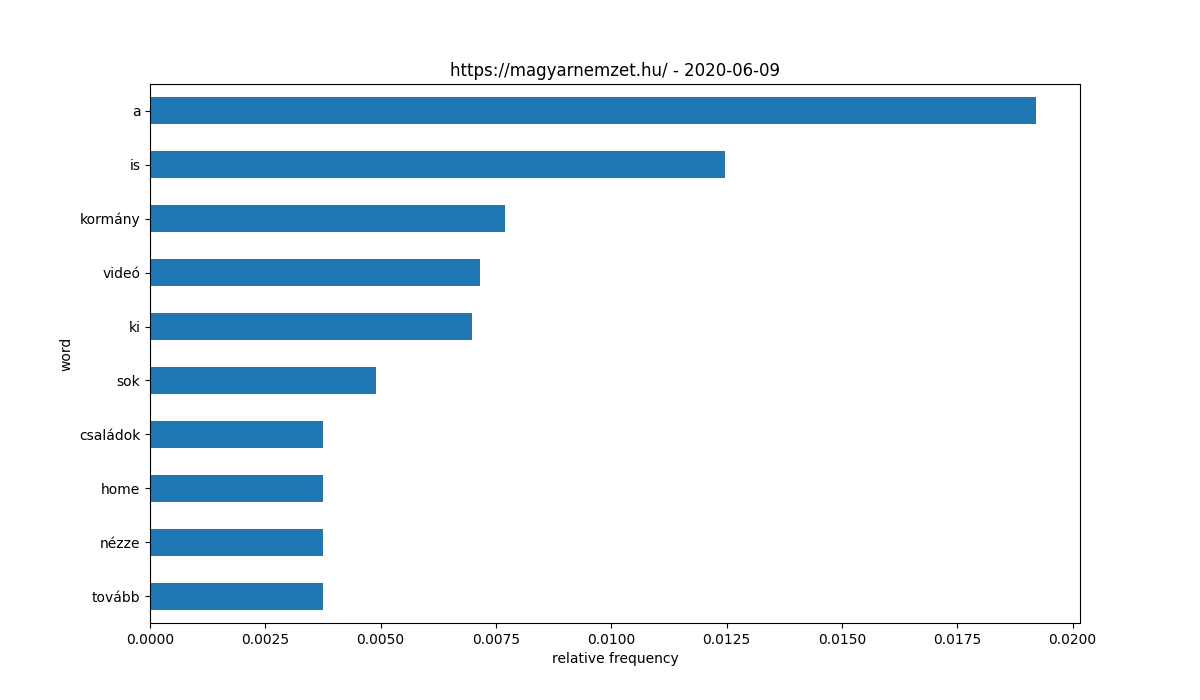 https://magyarnemzet.hu/ - 2020-06-09
a
is
kormány
videó
ki
sok
családok
home
nézze
tovább
word
0.0000 0.0025 0.0050 0.0075 0.0100 0.0125 0.0150 0.0175 0.0200
relative frequency